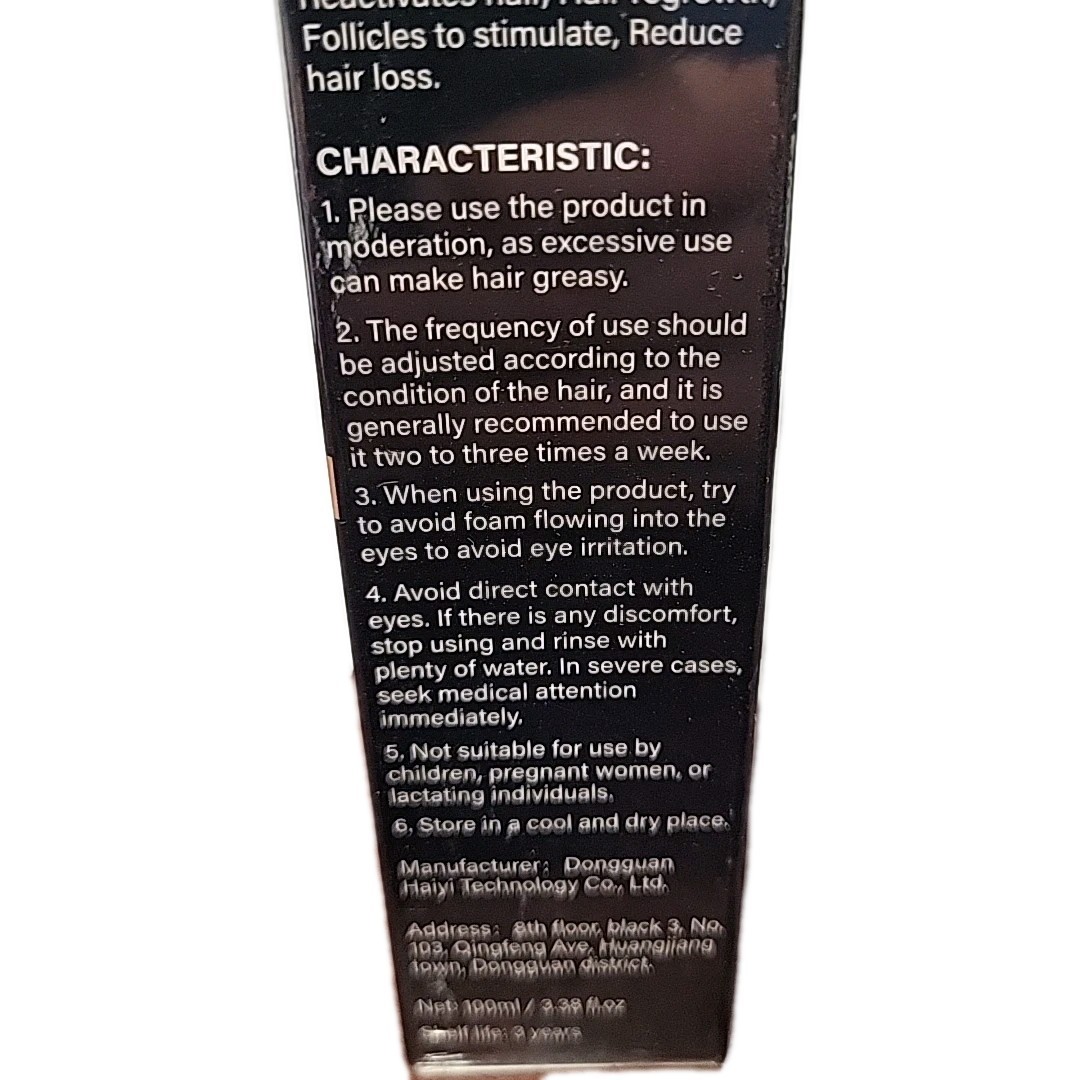 Reactivates hair, Hair regrowth,
Follicles to stimulate, Reduce
hair loss.
CHARACTERISTIC:
1. Please use the product in
moderation, as excessive use
can make hair greasy.
2. The frequency of use should
be adjusted according to the
condition of the hair, and it is
generally recommended to use
it two to three times a week.
3. When using the product, try
to avoid foam flowing into the
eyes to avoid eye irritation.
4. Avoid direct contact with
eyes. If there is any discomfort,
stop using and rinse with
plenty of water. In severe cases,
seek medical attention
immediately.
5. Not suitable for use by
children, pregnant women, or
lactating individuals.
6. Store in a cool and dry place.
Manufacturer: Dongguan
Haiyi Technology Co., Ltd.
Address: 8th floor, black 3, No.
103, Qingfeng Ave, Huangjiang
town, Dongguan district.
Net: 100ml / 3.38 fl.oz
Shelf life: 3 years